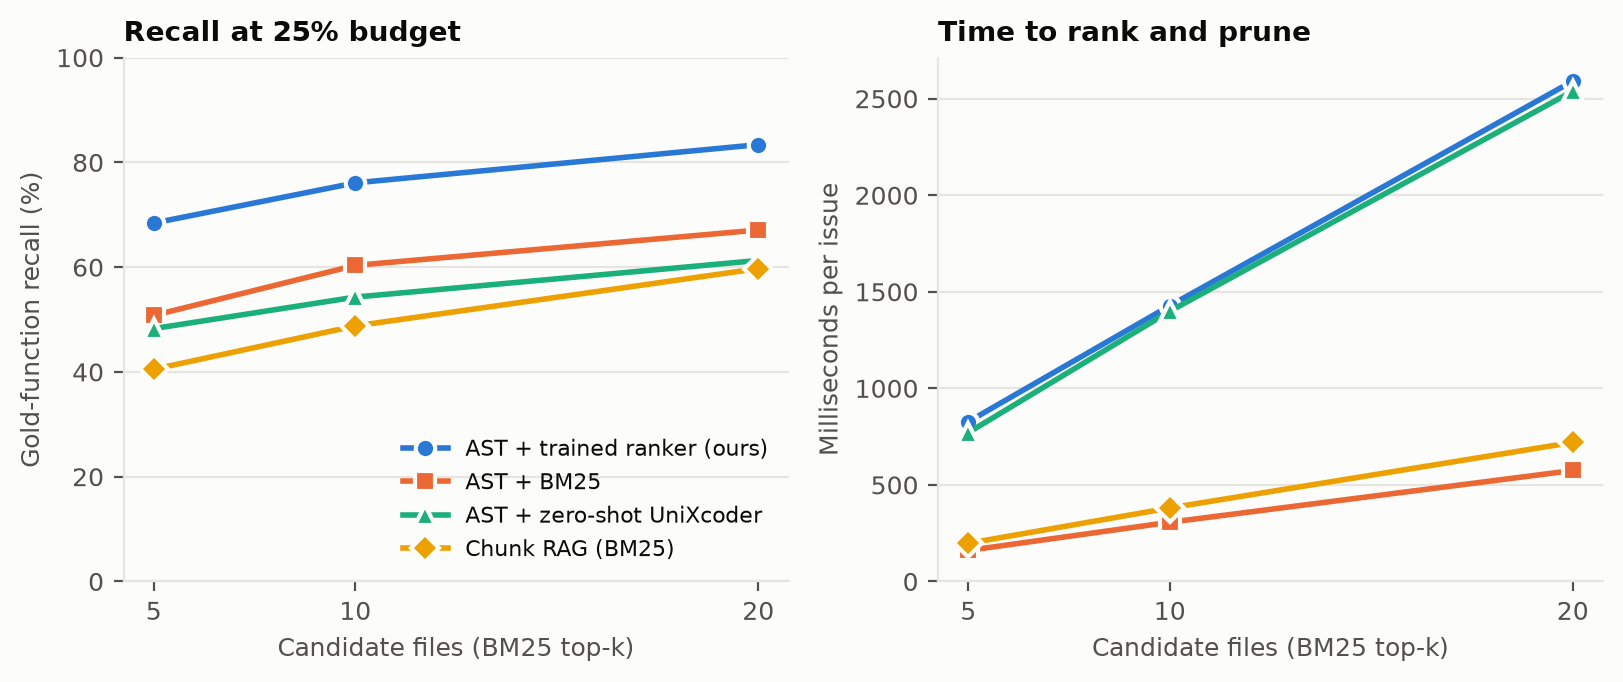 Recall at 25% budget
100
80
60
40
20
0
Gold-function recall (%)
AST + trained ranker (ours)
AST + BM25
AST + zero-shot UniXcoder
Chunk RAG (BM25)
5 10 20
Candidate files (BM25 top-k)
Time to rank and prune
2500
2000
1500
1000
500
0
Milliseconds per issue
5 10 20
Candidate files (BM25 top-k)